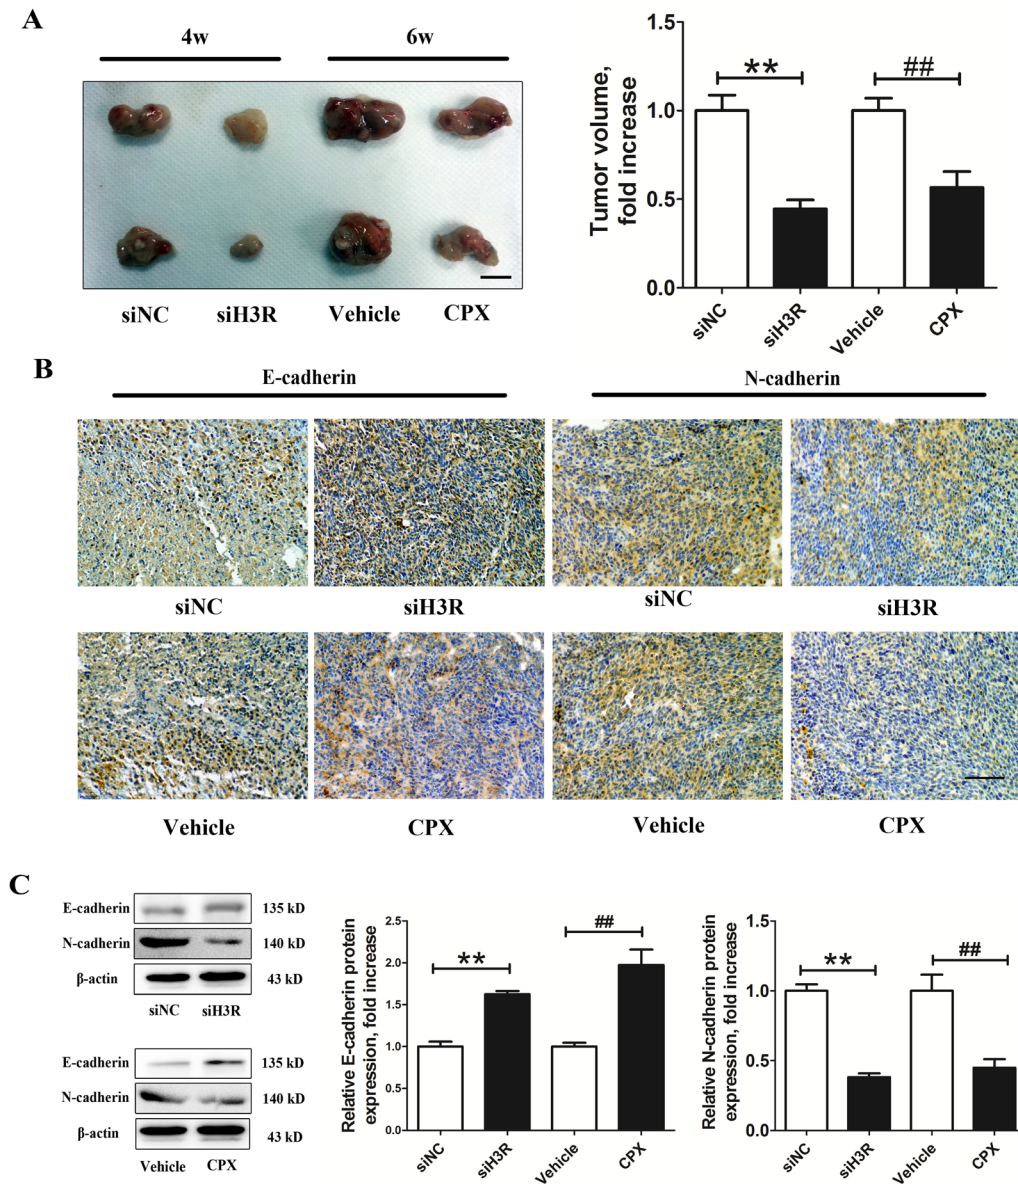 A
4w 6w
siNC siH3R Vehicle CPX
Tumor volume,
fold increase
1.5
1.0
0.5
0.0
** ##
siNC siH3R Vehicle CPX
B
E-cadherin N-cadherin
siNC siH3R siNC siH3R
Vehicle CPX Vehicle CPX
C
E-cadherin 135 kD
N-cadherin 140 kD
β-actin 43 kD
siNC siH3R
E-cadherin 135 kD
N-cadherin 140 kD
β-actin 43 kD
Vehicle CPX
Relative E-cadherin protein
expression, fold increase
2.5
2.0
1.5
1.0
0.5
0.0
** ##
siNC siH3R Vehicle CPX
Relative N-cadherin protein
expression, fold increase
1.5
1.0
0.5
0.0
** ##
siNC siH3R Vehicle CPX